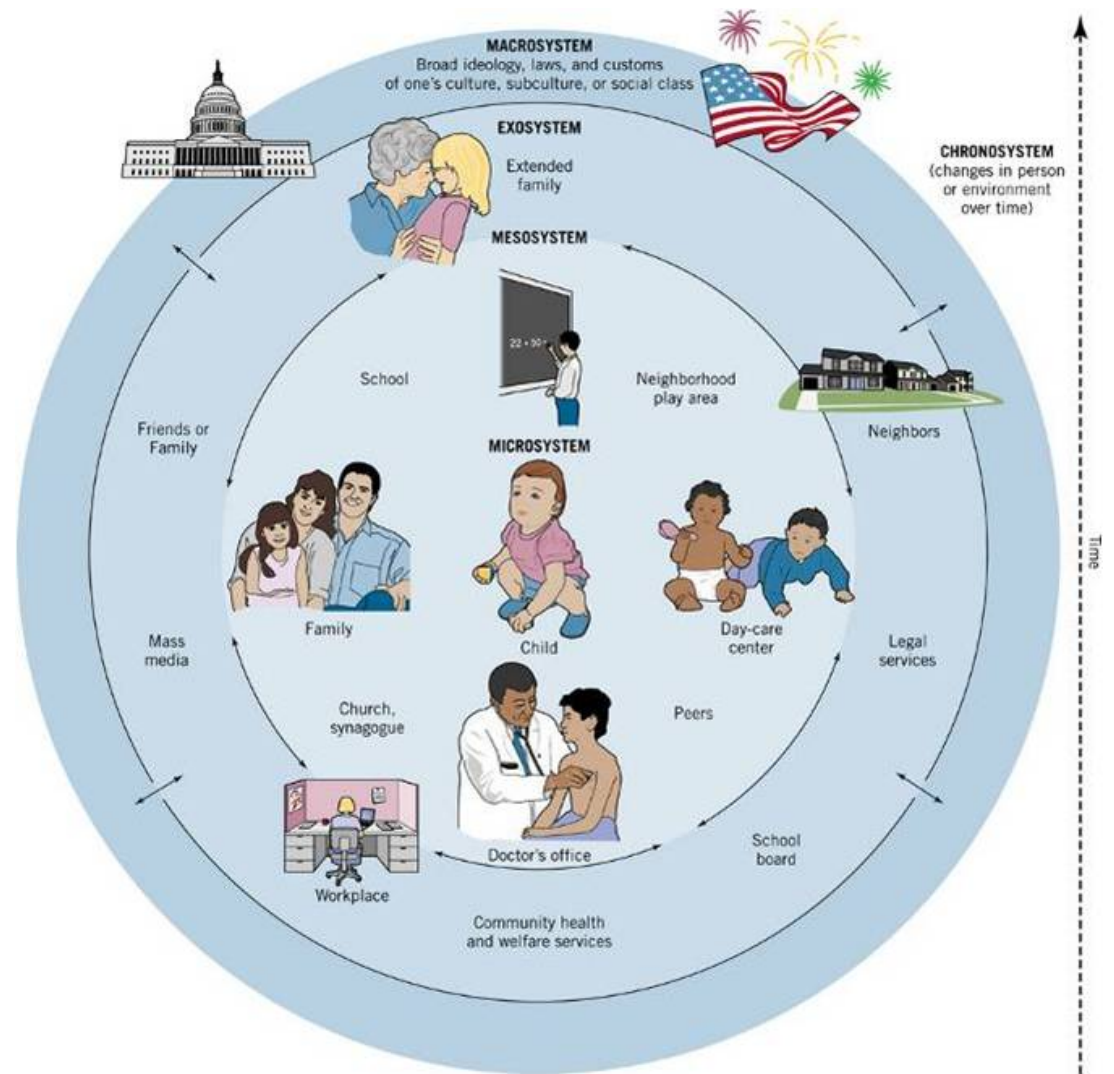 MACROSYSTEM
Broad ideology, laws, and customs
of one's culture, subculture, or social class
EXOSYSTEM
Extended
family
CHRONOSYSTEM
(changes in person
or environment
over time)
MESOSYSTEM
School
Neighborhood
play area
Friends or
Family
Neighbors
MICROSYSTEM
Time
Family
Child
Day-care
center
Mass
media
Legal
services
Church,
synagogue
Peers
Doctor's office
School
board
Workplace
Community health
and welfare services